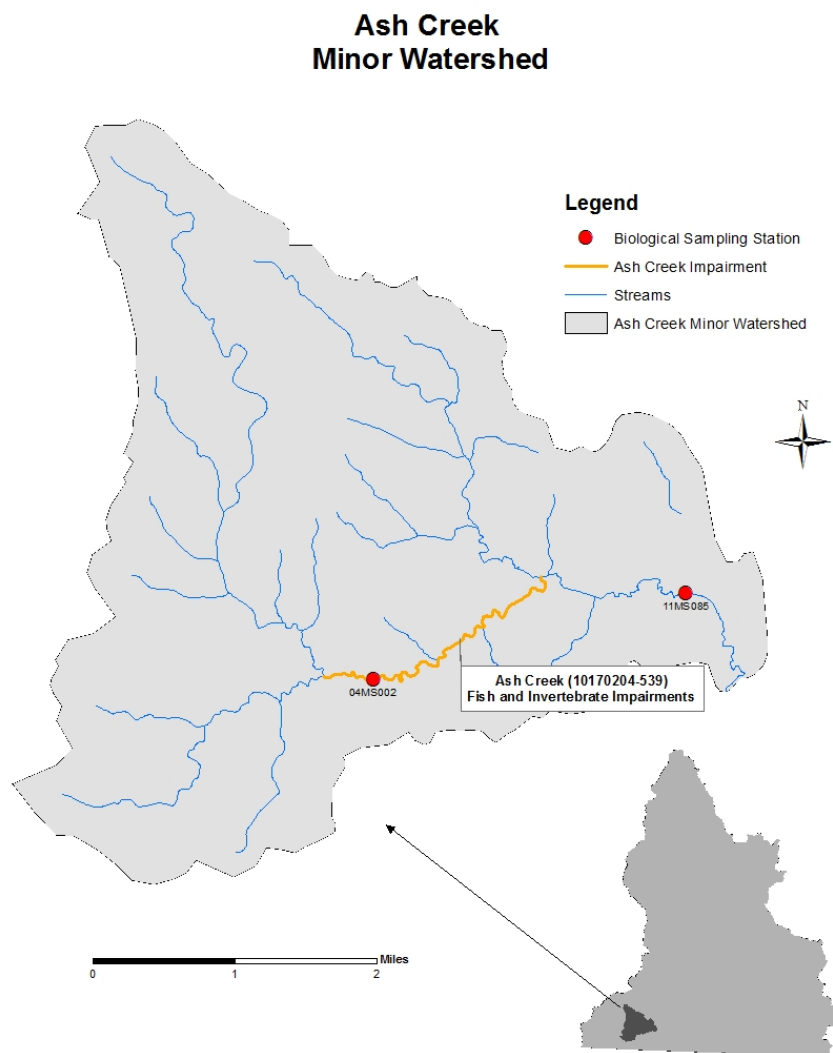 Ash Creek
Minor Watershed
Legend
Biological Sampling Station
Ash Creek Impairment
Streams
Ash Creek Minor Watershed
N
11MS085
04MS002
Ash Creek (10170204-539)
Fish and Invertebrate Impairments
Miles
0 1 2